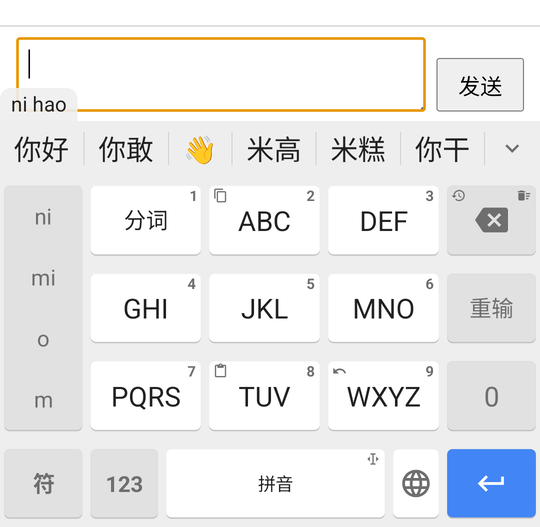 发送
ni hao
你好 你敢 👋 米高 米糕 你干
ni 分词 1 ABC 2 DEF 3
mi GHI 4 JKL 5 MNO 6 重输
o
m PQRS 7 TUV 8 WXYZ 9 0
符 123 拼音